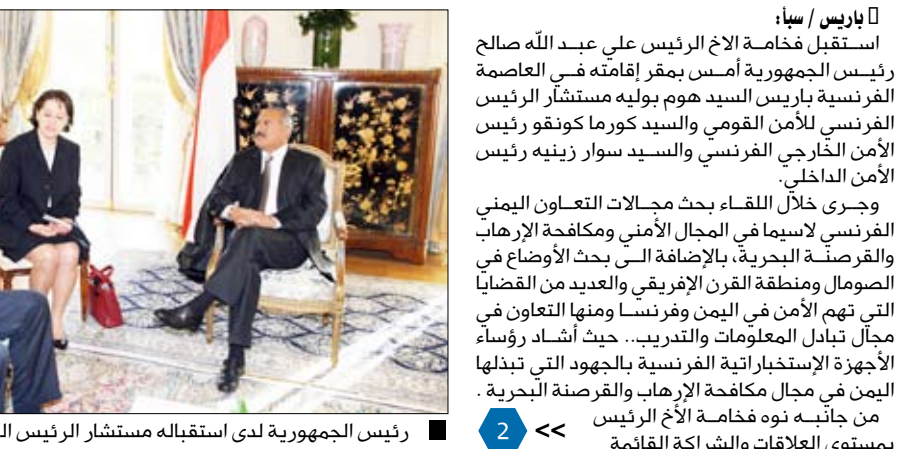 باريس / سبأ:
استقبل فخامة الاخ الرئيس علي عبد الله صالح
رئيس الجمهورية أمس بمقر إقامته في العاصمة
الفرنسية باريس السيد هوم بوليه مستشار الرئيس
الفرنسي للأمن القومي والسيد كورما كونقو رئيس
الأمن الخارجي الفرنسي والسيد سوار زينيه رئيس
الأمن الداخلي.
وجرى خلال اللقاء بحث مجالات التعاون اليمني
الفرنسي لاسيما في المجال الأمني ومكافحة الإرهاب
والقرصنة البحرية، بالإضافة الى بحث الأوضاع في
الصومال ومنطقة القرن الإفريقي والعديد من القضايا
التي تهم الأمن في اليمن وفرنسا ومنها التعاون في
مجال تبادل المعلومات والتدريب.. حيث أشاد رؤساء
الأجهزة الإستخباراتية الفرنسية بالجهود التي تبذلها
اليمن في مجال مكافحة الإرهاب والقرصنة البحرية .
من جانبه نوه فخامة الأخ الرئيس
بمستوى العلاقات والشراكة القائمة
>> 2
رئيس الجمهورية لدى استقباله مستشار الرئيس